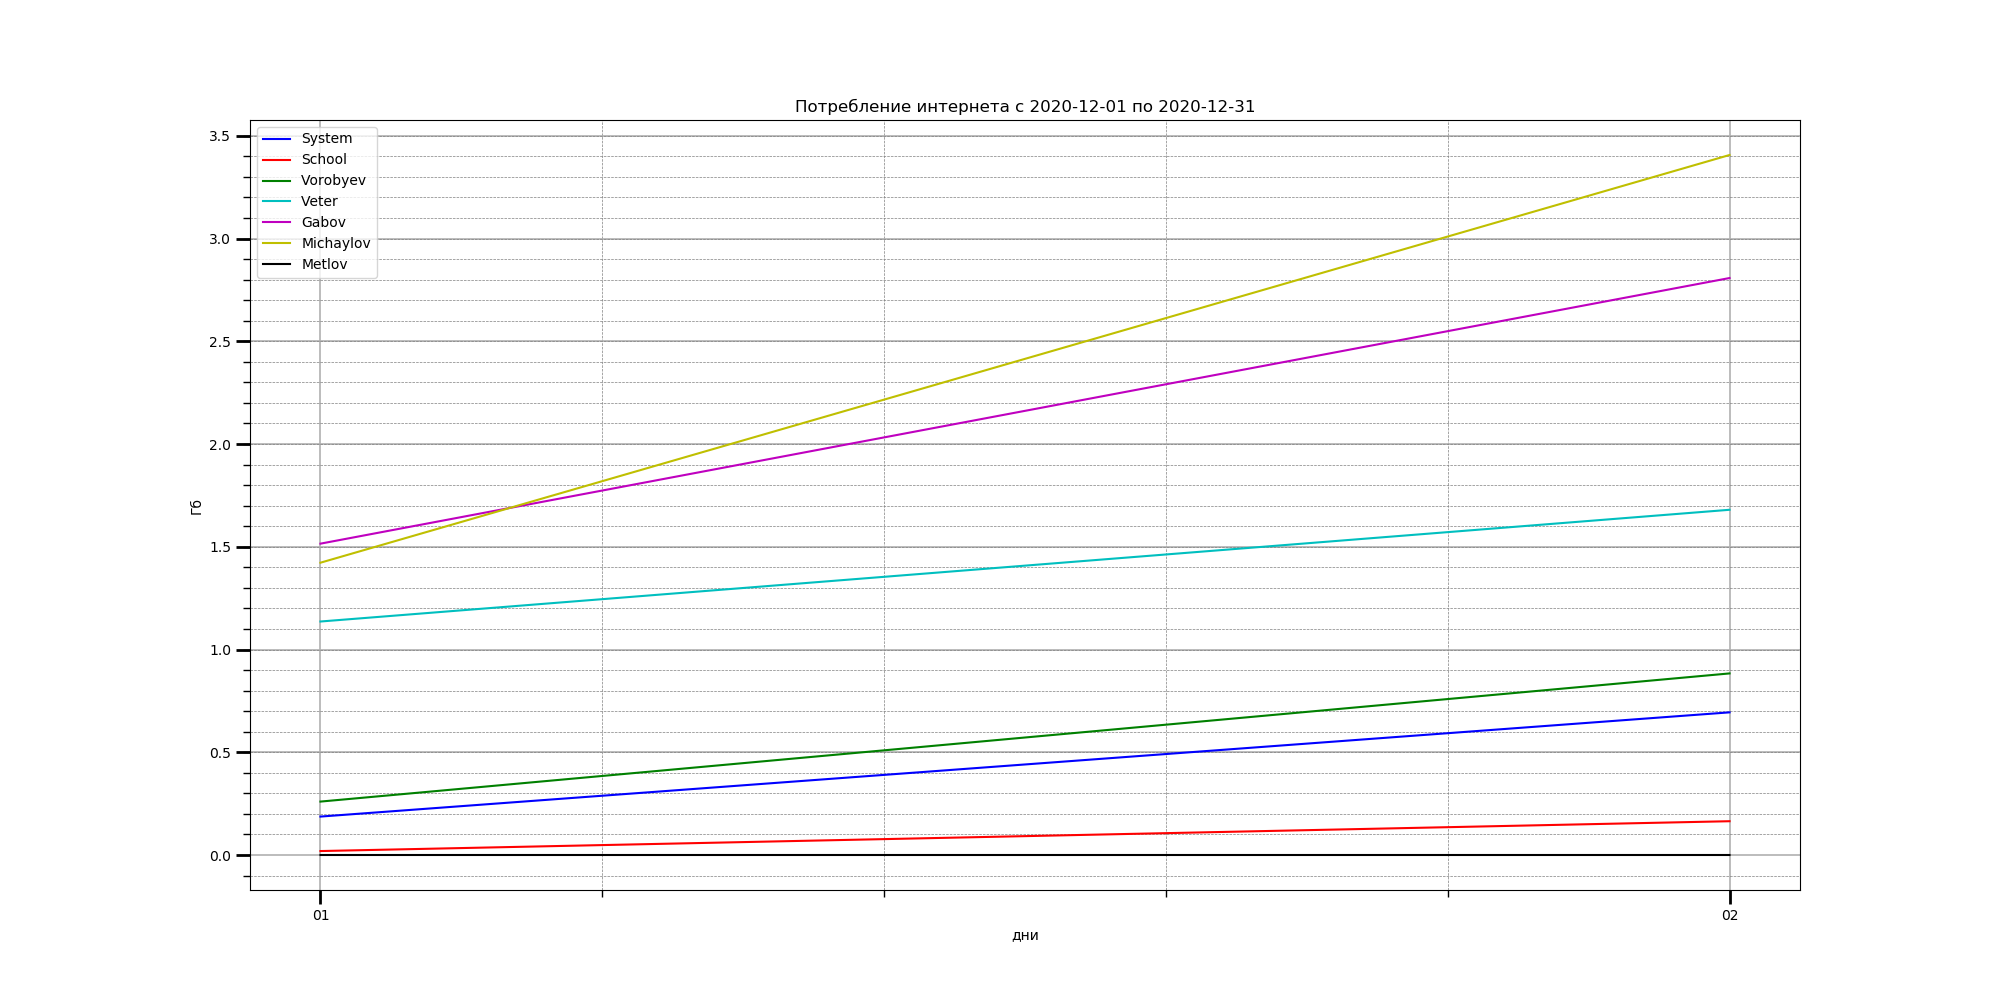 Потребление интернета с 2020-12-01 по 2020-12-31
System
School
Vorobyev
Veter
Gabov
Michaylov
Metlov
3.5
3.0
2.5
2.0
1.5
1.0
0.5
0.0
Гб
01
02
дни